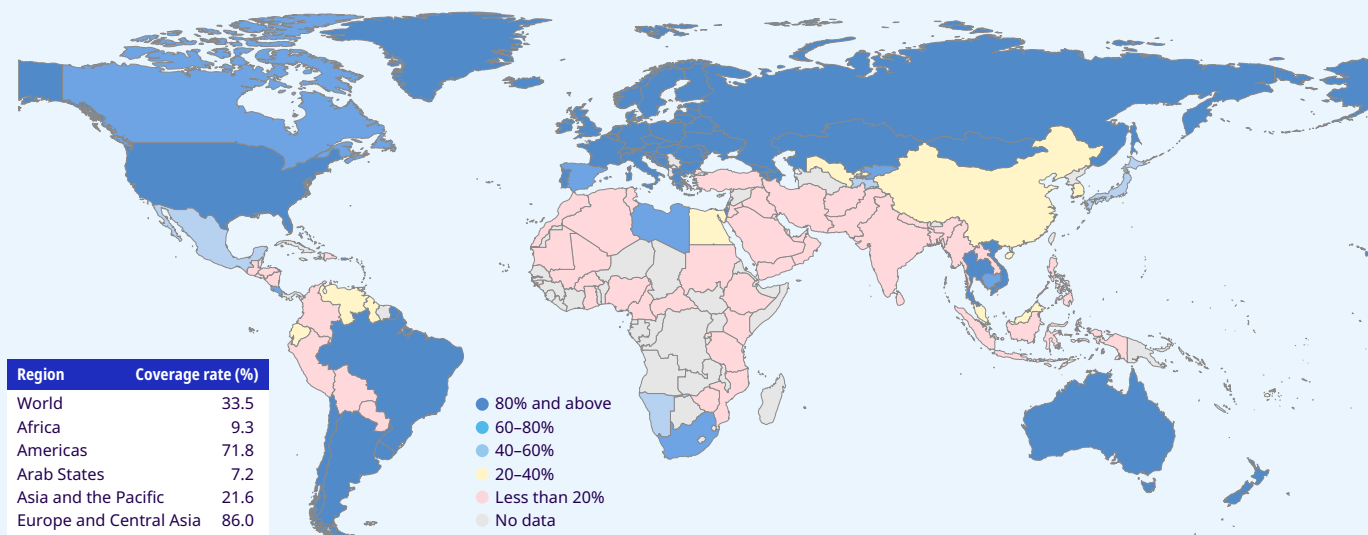 Region Coverage rate (%)
World 33.5
Africa 9.3
Americas 71.8
Arab States 7.2
Asia and the Pacific 21.6
Europe and Central Asia 86.0
80% and above
60–80%
40–60%
20–40%
Less than 20%
No data